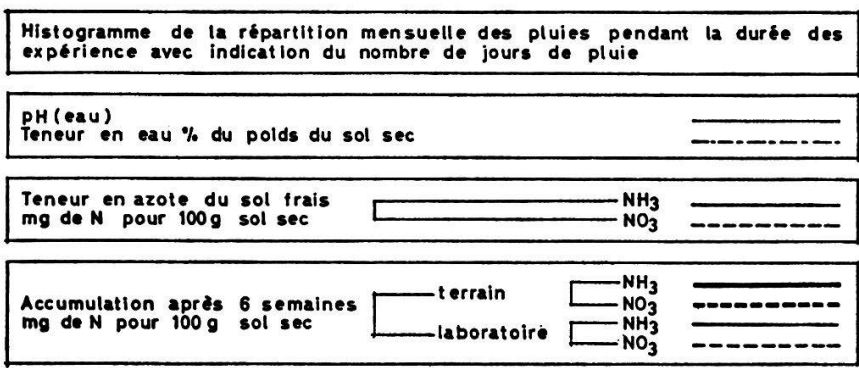 Histogramme de la répartition mensuelle des pluies pendant la durée des
expérience avec indication du nombre de jours de pluie
pH (eau)
Teneur en eau % du poids du sol sec
Teneur en azote du sol frais
mg de N pour 100 g sol sec
NH3
NO3
Accumulation après 6 semaines
mg de N pour 100 g sol sec
terrain
NH3
NO3
laboratoire
NH3
NO3